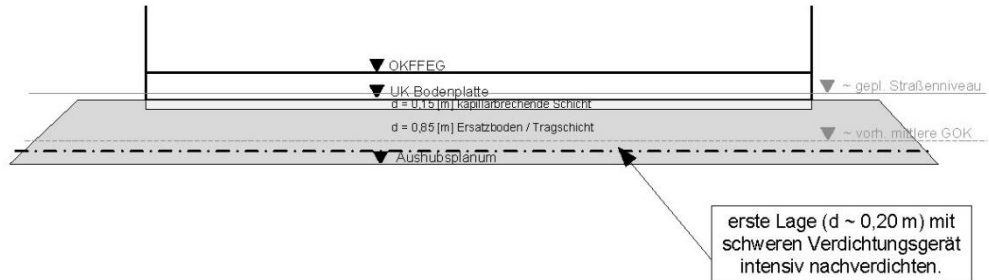 OKFFEG
UK Bodenplatte
~ gepl. Straßenniveau
d = 0,15 [m] kapillarbrechende Schicht
d = 0,85 [m] Ersatzboden / Tragschicht
~ vorh. mittlere GOK
Aushubsplanum
erste Lage (d ~ 0,20 m) mit
schweren Verdichtungsgerät
intensiv nachverdichten.